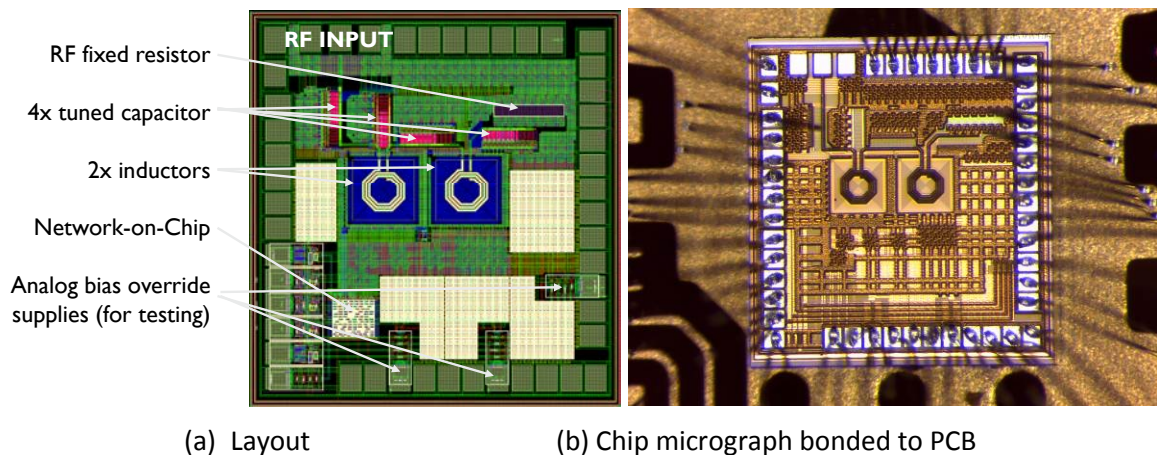 RF INPUT
RF fixed resistor
4x tuned capacitor
2x inductors
Network-on-Chip
Analog bias override
supplies (for testing)
(a) Layout
(b) Chip micrograph bonded to PCB